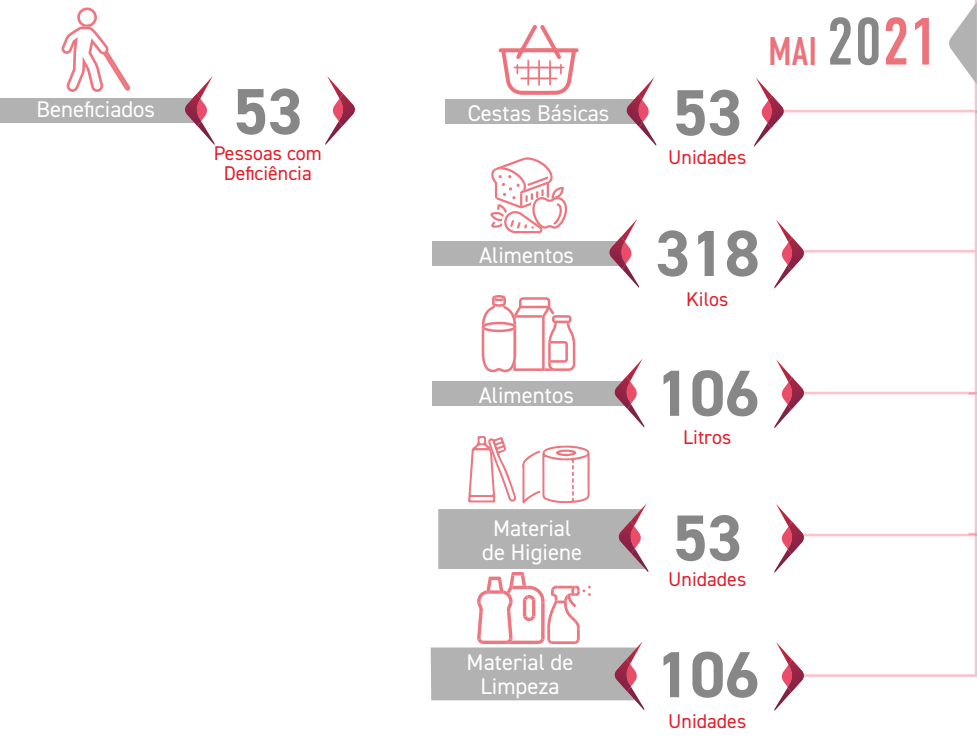 MAI 2021
Beneficiados
53
Pessoas com
Deficiência
Cestas Básicas
53
Unidades
Alimentos
318
Kilos
Alimentos
106
Litros
Material
de Higiene
53
Unidades
Material de
Limpeza
106
Unidades